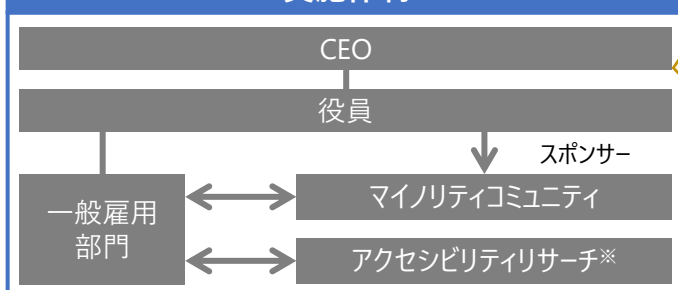 CEO
役員
スポンサー
一般雇用
部門
マイノリティコミュニティ
アクセシビリティリサーチ※